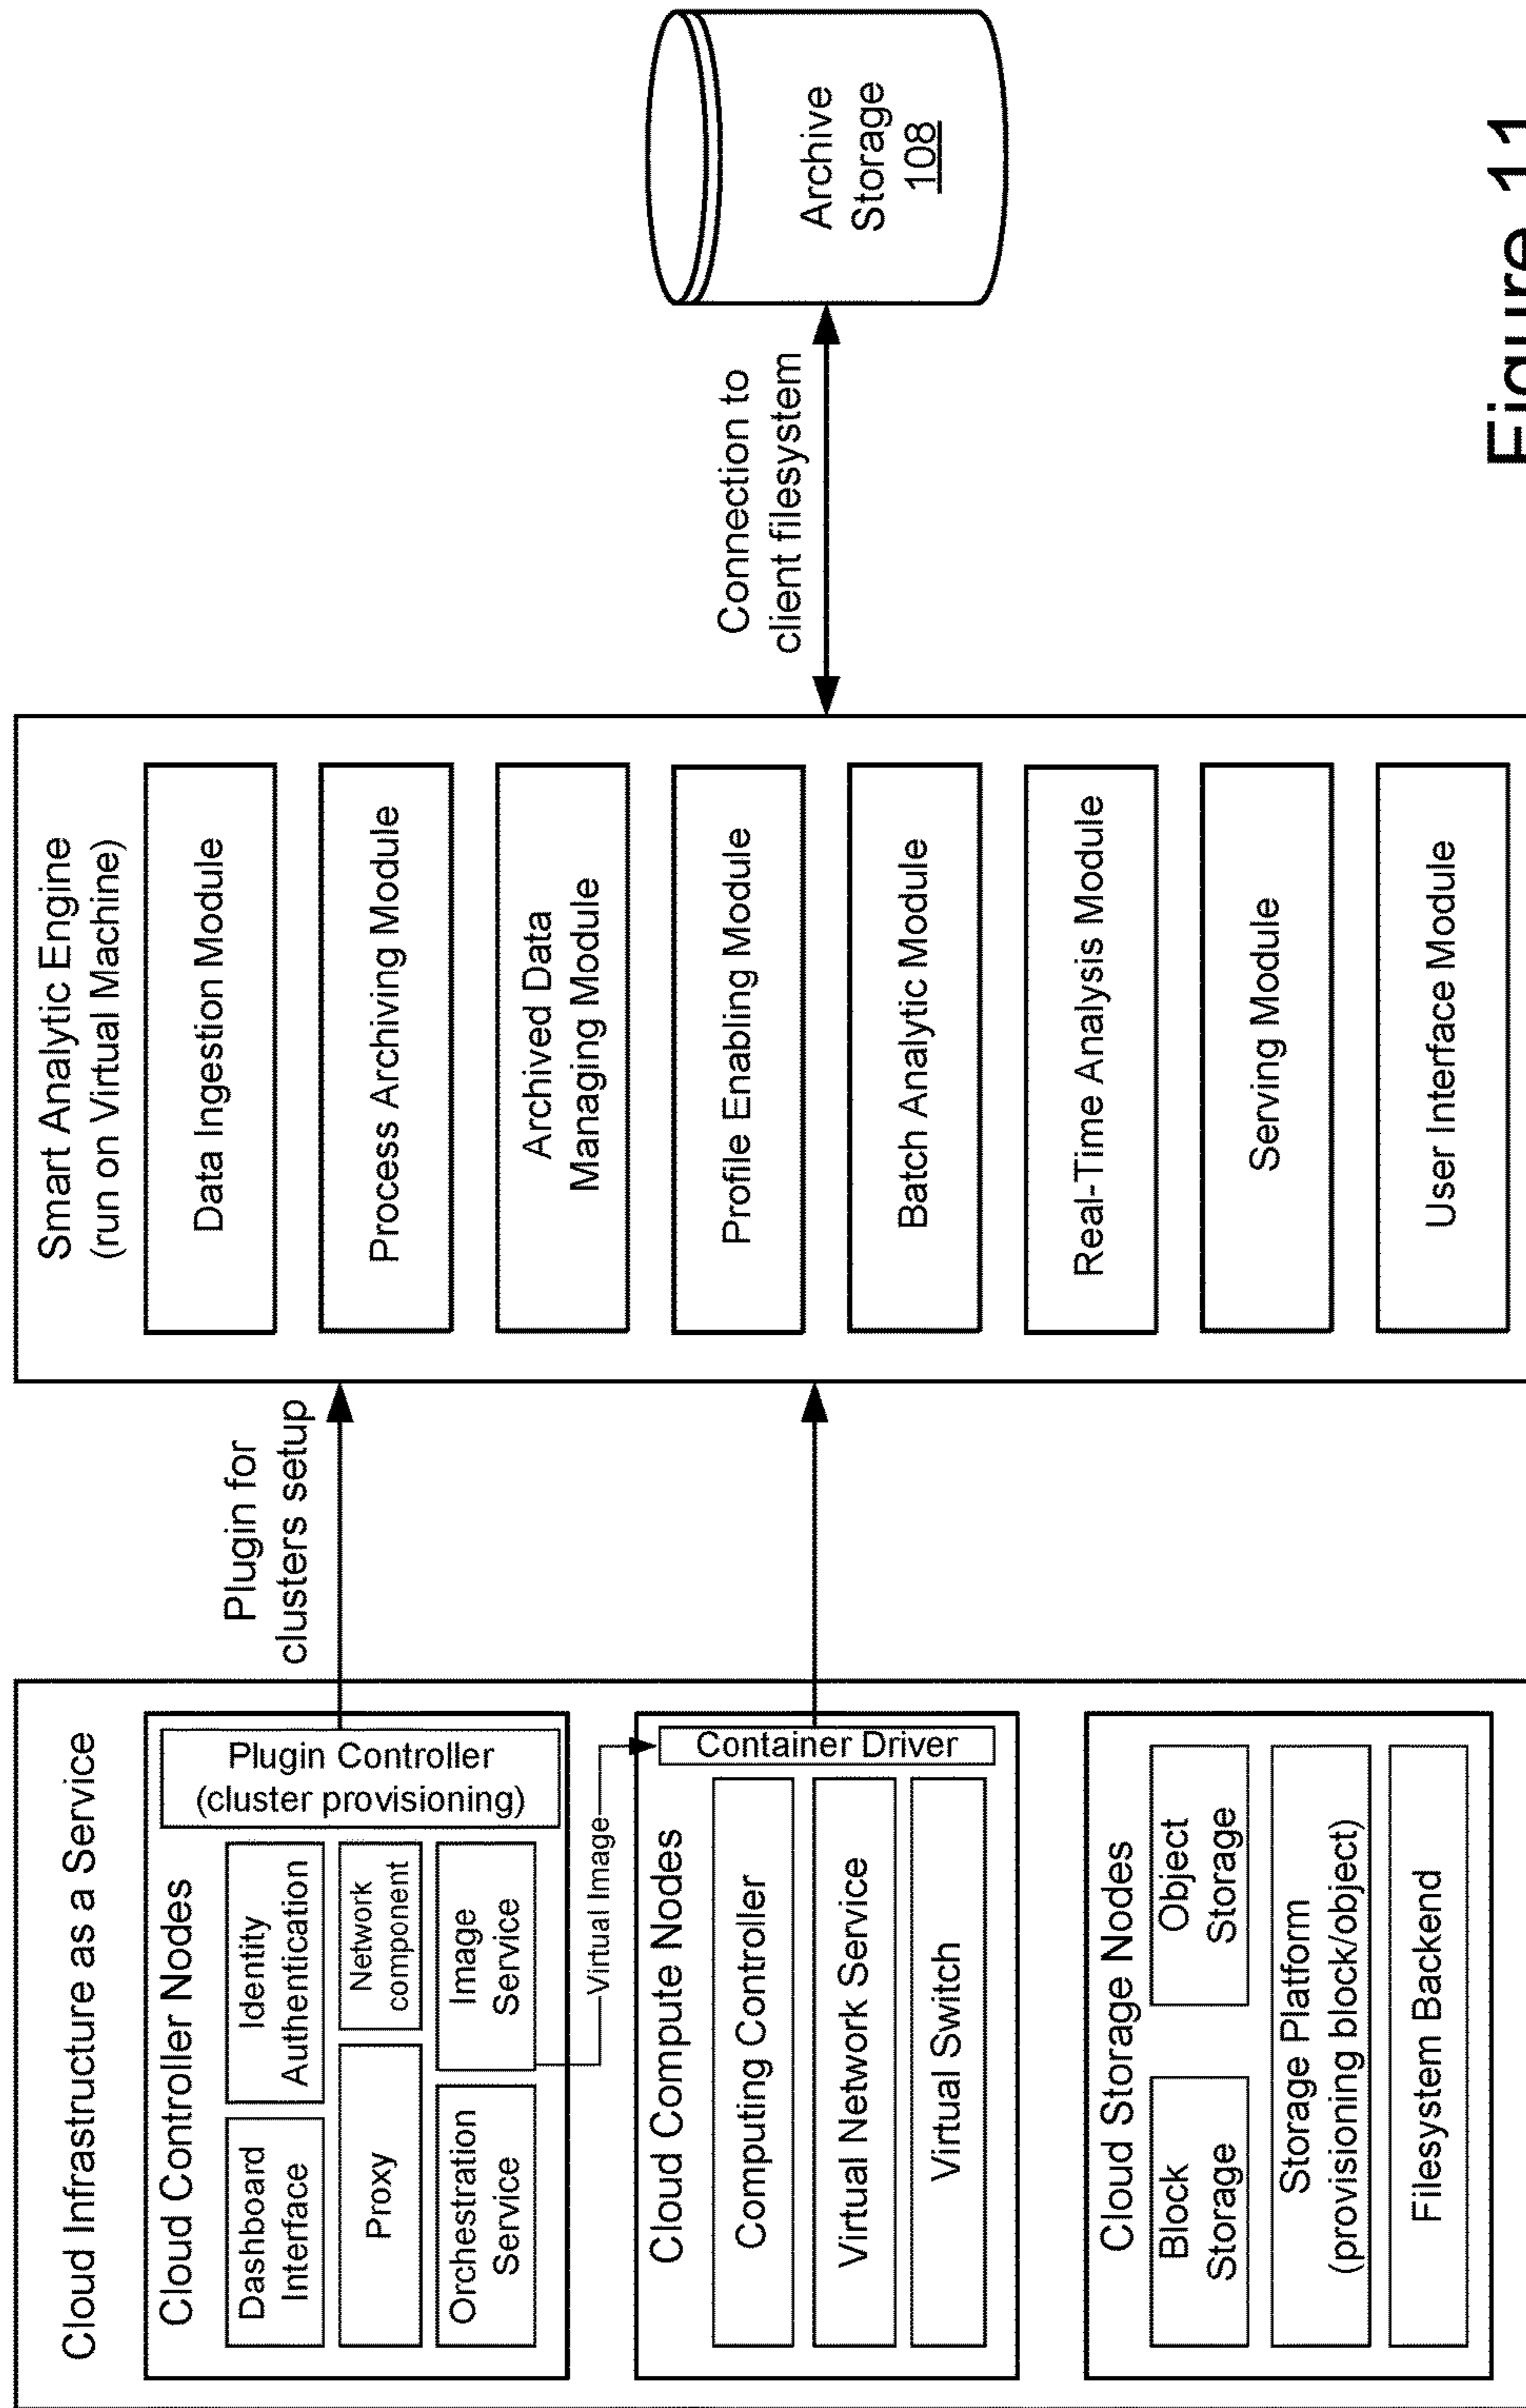 Cloud Infrastructure as a Service
Cloud Controller Nodes
Dashboard
Interface
Identity
Authentication
Proxy
Network
component
Orchestration
Service
Image
Service
Plugin Controller
(cluster provisioning)
Virtual Image
Cloud Compute Nodes
Computing Controller
Virtual Network Service
Virtual Switch
Container Driver
Cloud Storage Nodes
Block
Storage
Object
Storage
Storage Platform
(provisioning block/object)
Filesystem Backend
Plugin for
clusters setup
Smart Analytic Engine
(run on Virtual Machine)
Data Ingestion Module
Process Archiving Module
Archived Data
Managing Module
Profile Enabling Module
Batch Analytic Module
Real-Time Analysis Module
Serving Module
User Interface Module
Connection to
client filesystem
Archive
Storage
108
Figure 11